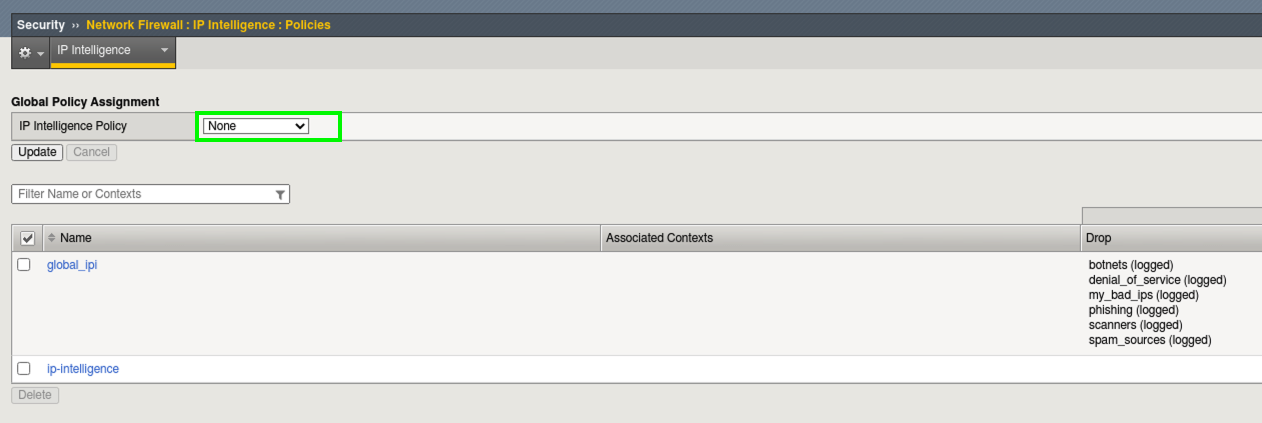 Security ›› Network Firewall : IP Intelligence : Policies
IP Intelligence
Global Policy Assignment
IP Intelligence Policy None
Update Cancel
Filter Name or Contexts
Name Associated Contexts Drop
global_ipi botnets (logged)
denial_of_service (logged)
my_bad_ips (logged)
phishing (logged)
scanners (logged)
spam_sources (logged)
ip-intelligence
Delete